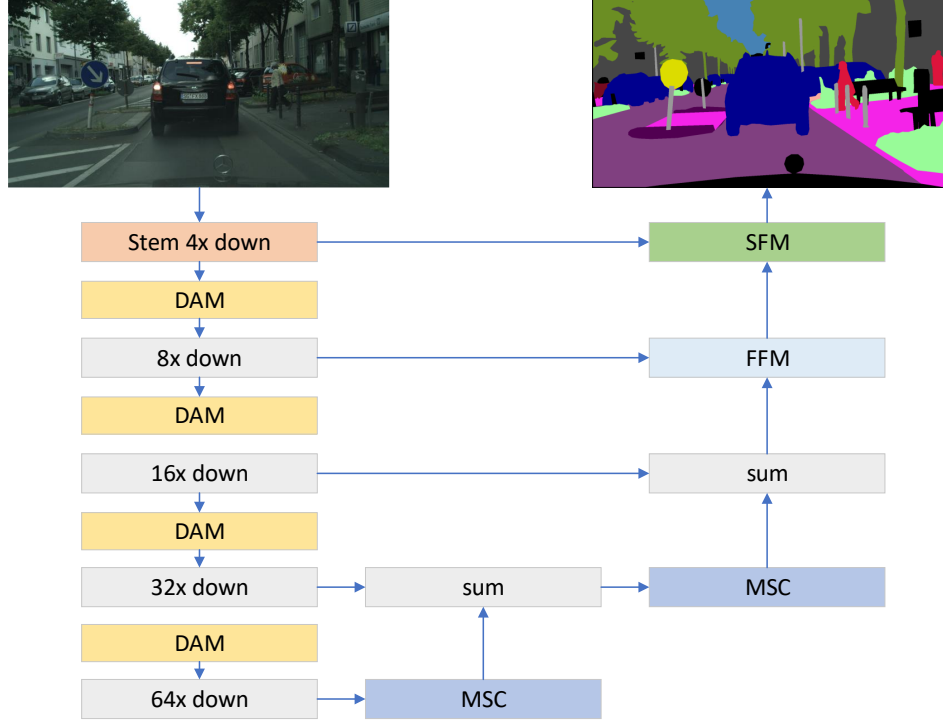 Stem 4x down
SFM
DAM
8x down
FFM
DAM
16x down
sum
DAM
32x down
sum
MSC
DAM
64x down
MSC